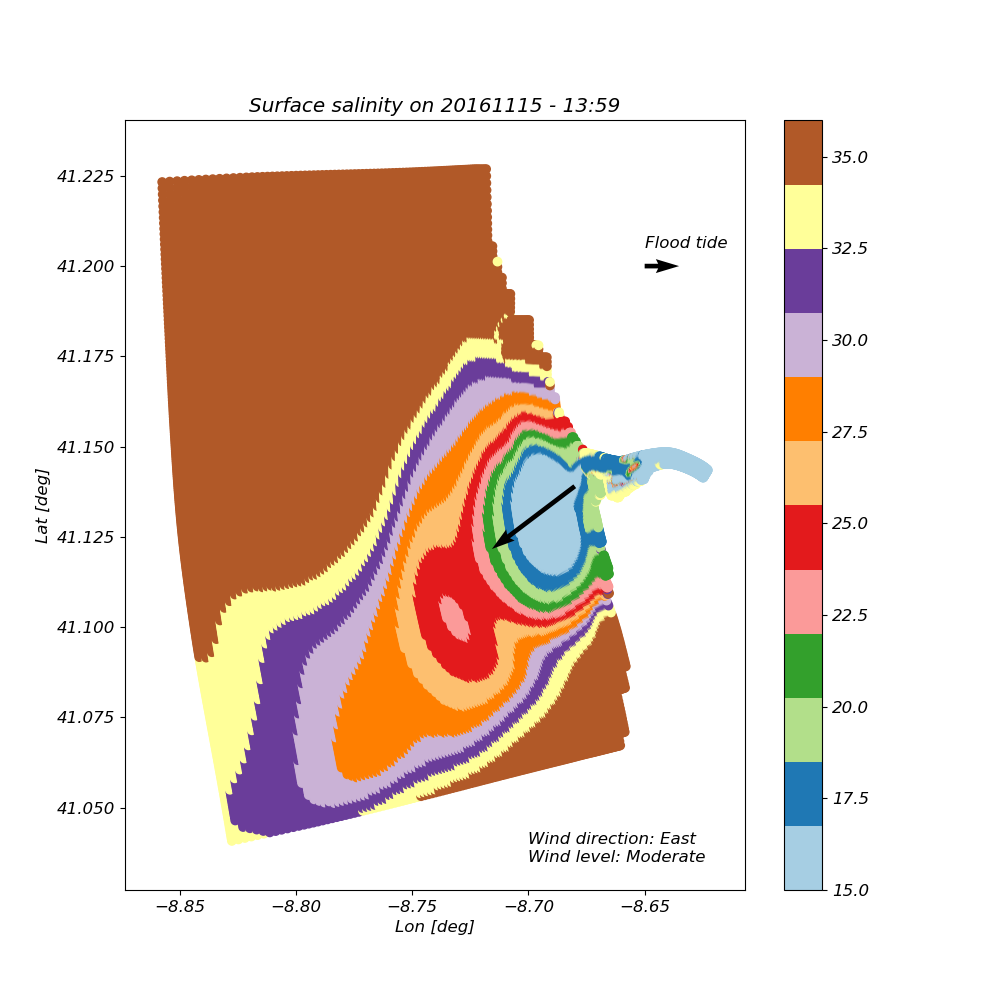 Surface salinity on 20161115 - 13:59
Lat [deg]
41.225
41.200
41.175
41.150
41.125
41.100
41.075
41.050
Flood tide
Wind direction: East
Wind level: Moderate
−8.85 −8.80 −8.75 −8.70 −8.65
Lon [deg]
35.0
32.5
30.0
27.5
25.0
22.5
20.0
17.5
15.0